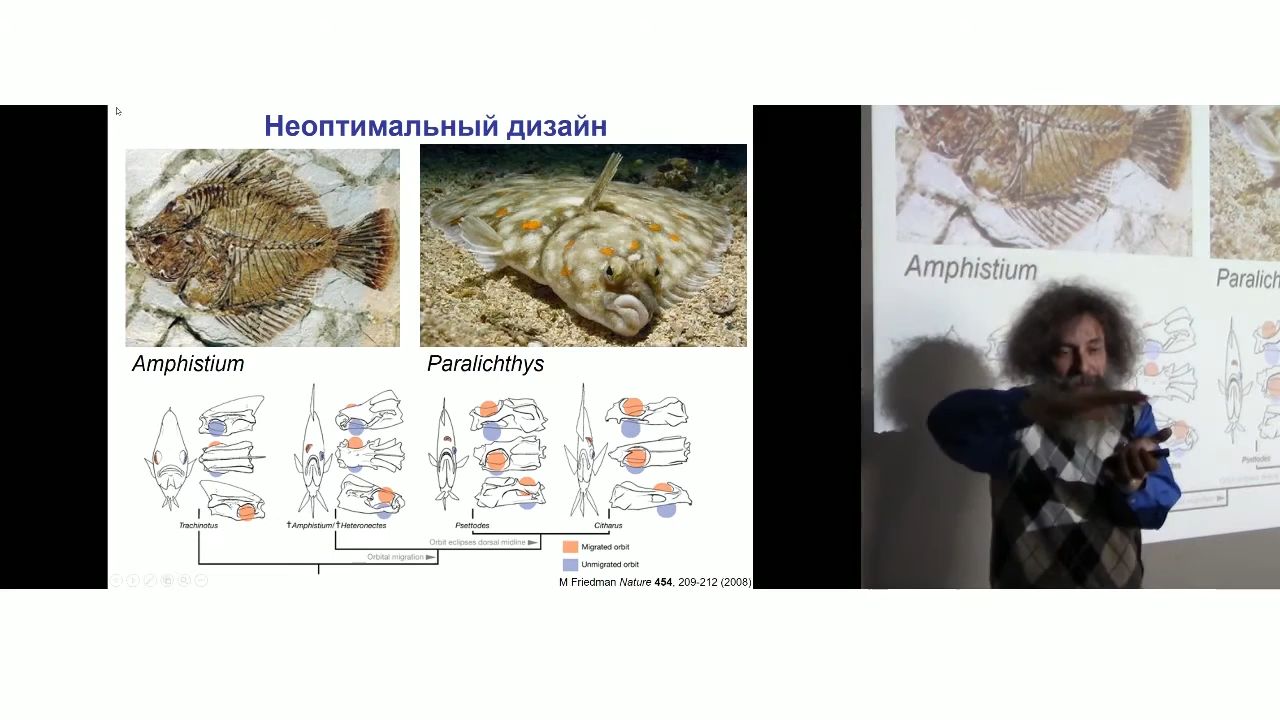 Неоптимальный дизайн
Amphistium
Paralichthys
Trachinotus
†Amphistium/†Heteronectes
Psettodes
Citharus
Orbit eclipses dorsal midline
Orbital migration
Migrated orbit
Unmigrated orbit
M Friedman Nature 454, 209-212 (2008)
Amphistium
Paralich
Psettodes